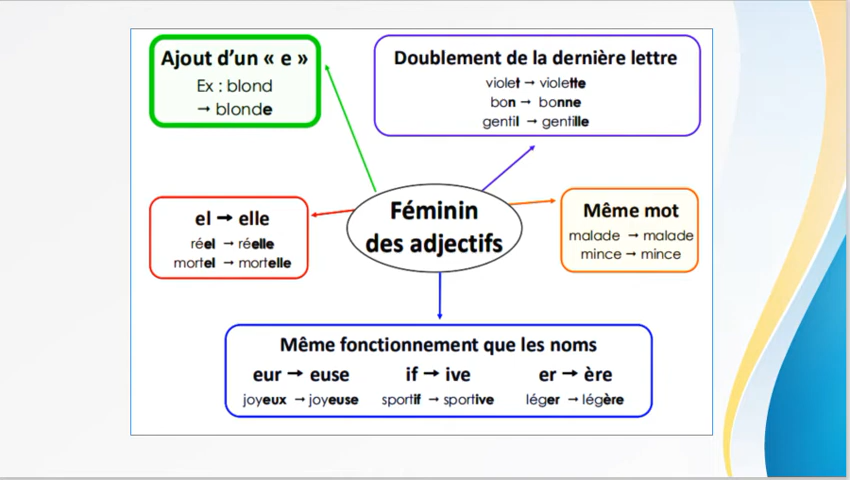 Ajout d'un « e »
Ex : blond
→ blonde
Doublement de la dernière lettre
violet → violette
bon → bonne
gentil → gentille
el → elle
réel → réelle
mortel → mortelle
Féminin
des adjectifs
Même mot
malade → malade
mince → mince
Même fonctionnement que les noms
eur → euse if → ive er → ère
joyeux → joyeuse sportif → sportive léger → légère